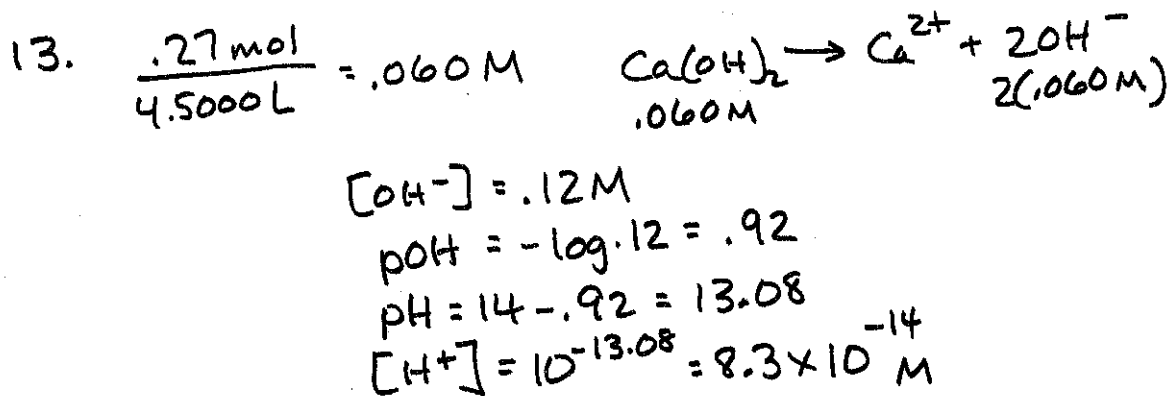 13. .27 mol / 4.5000 L = .060 M Ca(OH)₂ → Ca²⁺ + 2OH⁻
.060 M 2(.060 M)
[OH-] = .12 M
pOH = -log .12 = .92
pH = 14 - .92 = 13.08
[H+] = 10⁻¹³·⁰⁸ = 8.3 × 10⁻¹⁴ M